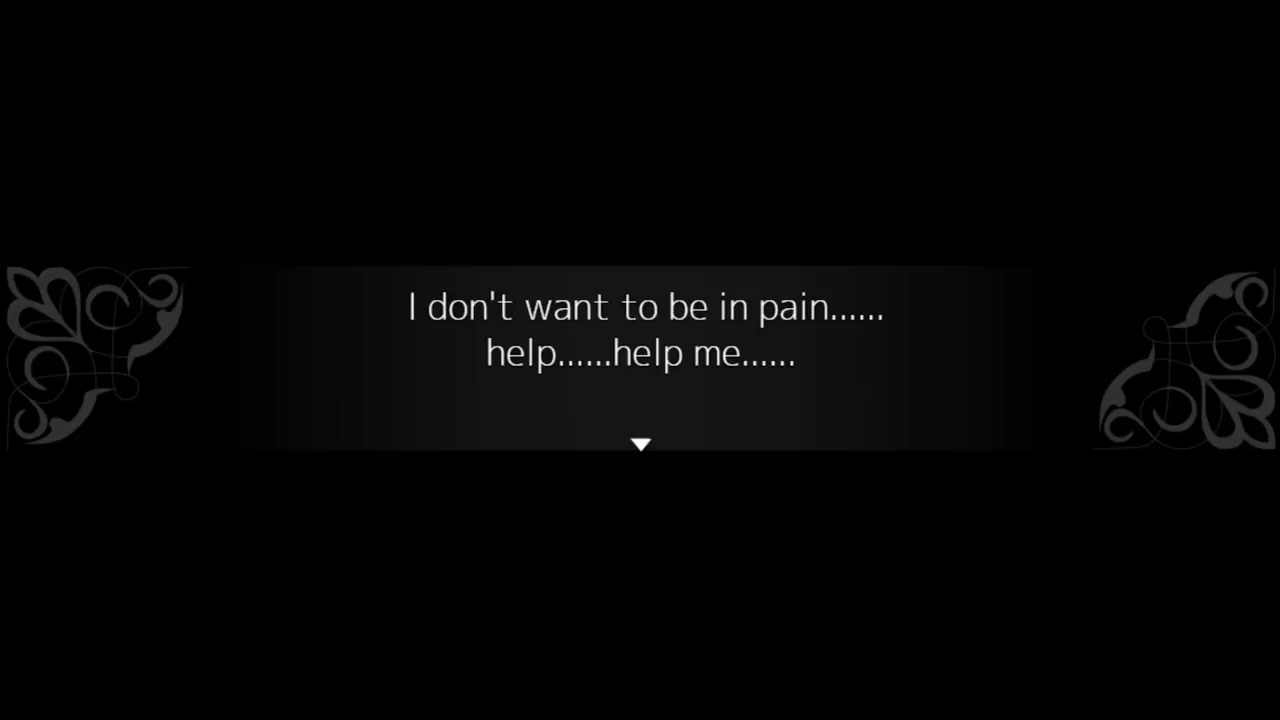 I don't want to be in pain......
help......help me......